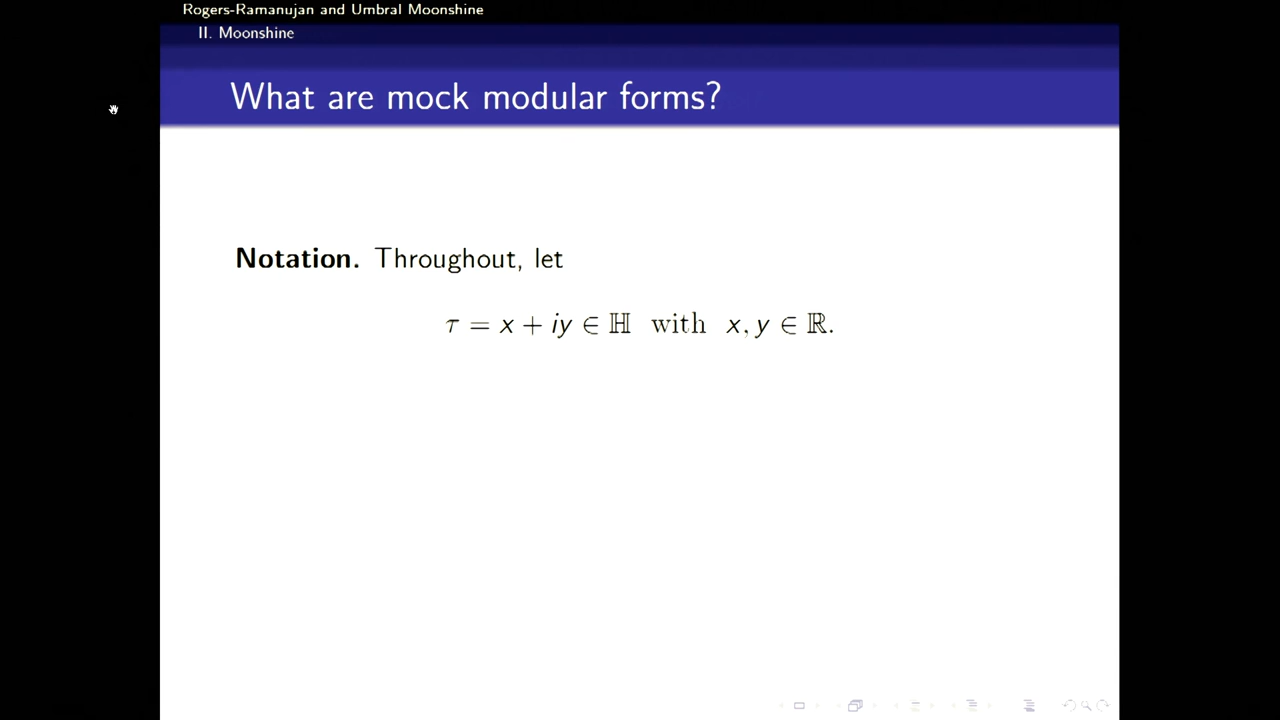 Rogers-Ramanujan and Umbral Moonshine
II. Moonshine
What are mock modular forms?
Notation. Throughout, let
τ = x + iy ∈ ℍ with x, y ∈ ℝ.